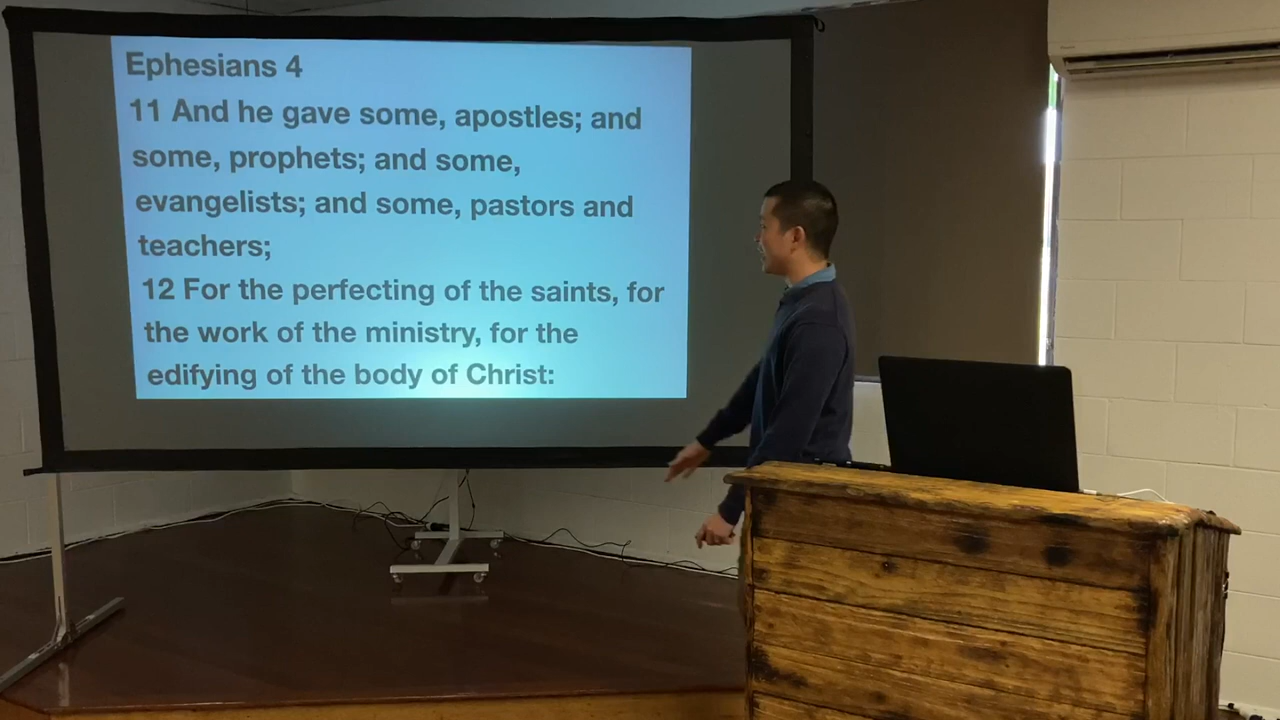 Ephesians 4
11 And he gave some, apostles; and
some, prophets; and some,
evangelists; and some, pastors and
teachers;
12 For the perfecting of the saints, for
the work of the ministry, for the
edifying of the body of Christ: